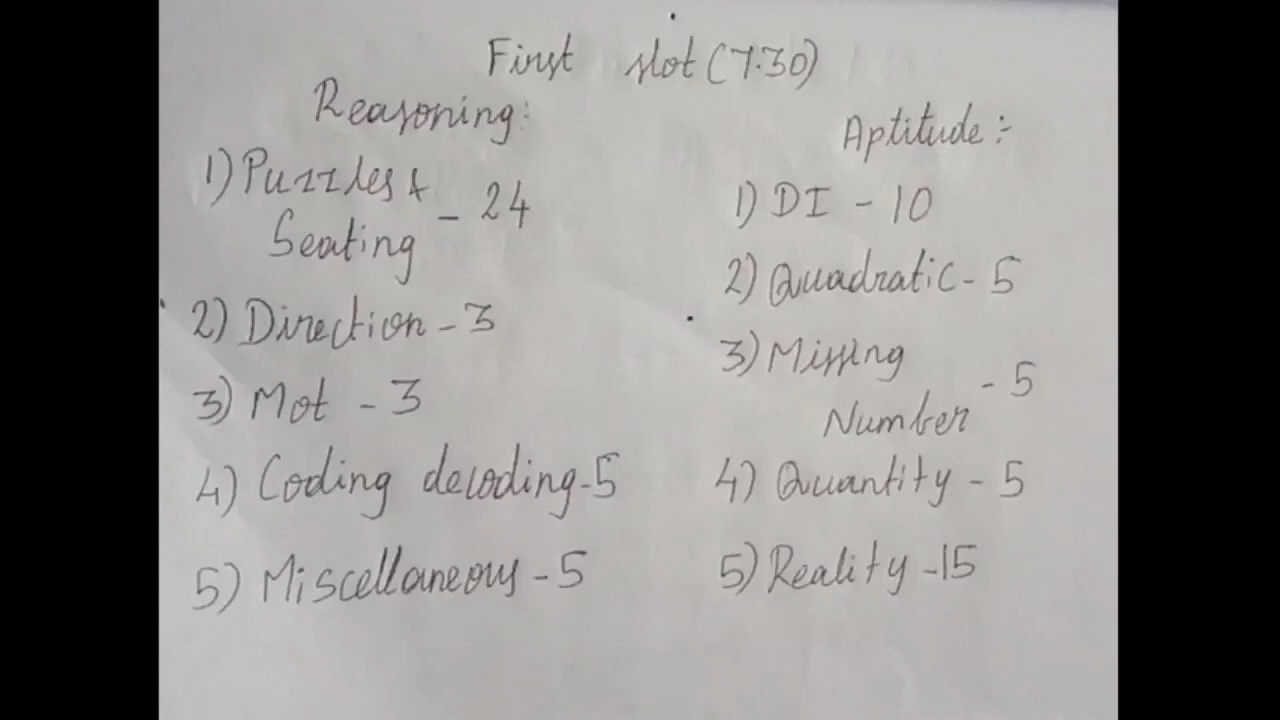 First slot (7.30)
Reasoning:
1) Puzzles &
Seating - 24
2) Direction - 3
3) Mot - 3
4) Coding decoding - 5
5) Miscellaneous - 5
Aptitude :-
1) DI - 10
2) Quadratic - 5
3) Missing
Number - 5
4) Quantity - 5
5) Reality - 15